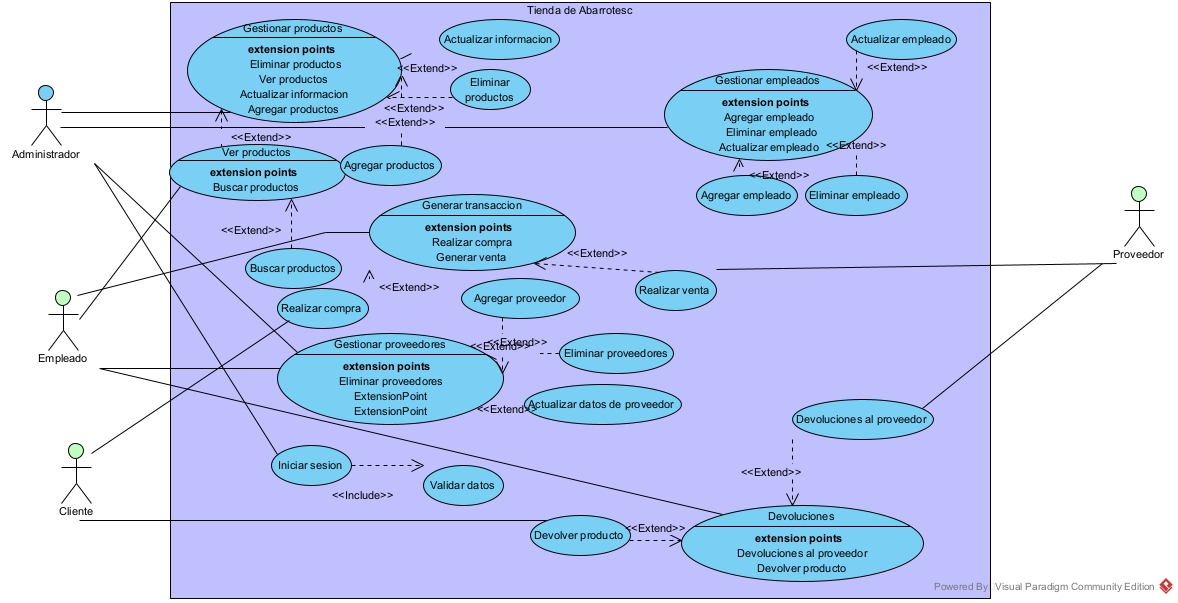 Tienda de Abarrotesc
Gestionar productos
extension points
Eliminar productos
Ver productos
Actualizar informacion
Agregar productos
Actualizar informacion
<<Extend>>
Eliminar
productos
<<Extend>>
<<Extend>>
Actualizar empleado
<<Extend>>
Gestionar empleados
extension points
Agregar empleado
Eliminar empleado
Actualizar empleado
<<Extend>>
<<Extend>>
Agregar empleado
Eliminar empleado
Administrador
<<Extend>>
Ver productos
extension points
Buscar productos
Agregar productos
<<Extend>>
Buscar productos
Generar transaccion
extension points
Realizar compra
Generar venta
<<Extend>>
Realizar venta
Proveedor
<<Extend>>
Realizar compra
Agregar proveedor
<<Extend>>
<<Extend>>
Eliminar proveedores
Empleado
Gestionar proveedores
extension points
Eliminar proveedores
ExtensionPoint
ExtensionPoint
<<Extend>>
Actualizar datos de proveedor
Devoluciones al proveedor
<<Extend>>
Iniciar sesion
<<Include>>
Validar datos
Cliente
Devolver producto
<<Extend>>
Devoluciones
extension points
Devoluciones al proveedor
Devolver producto
Powered By Visual Paradigm Community Edition